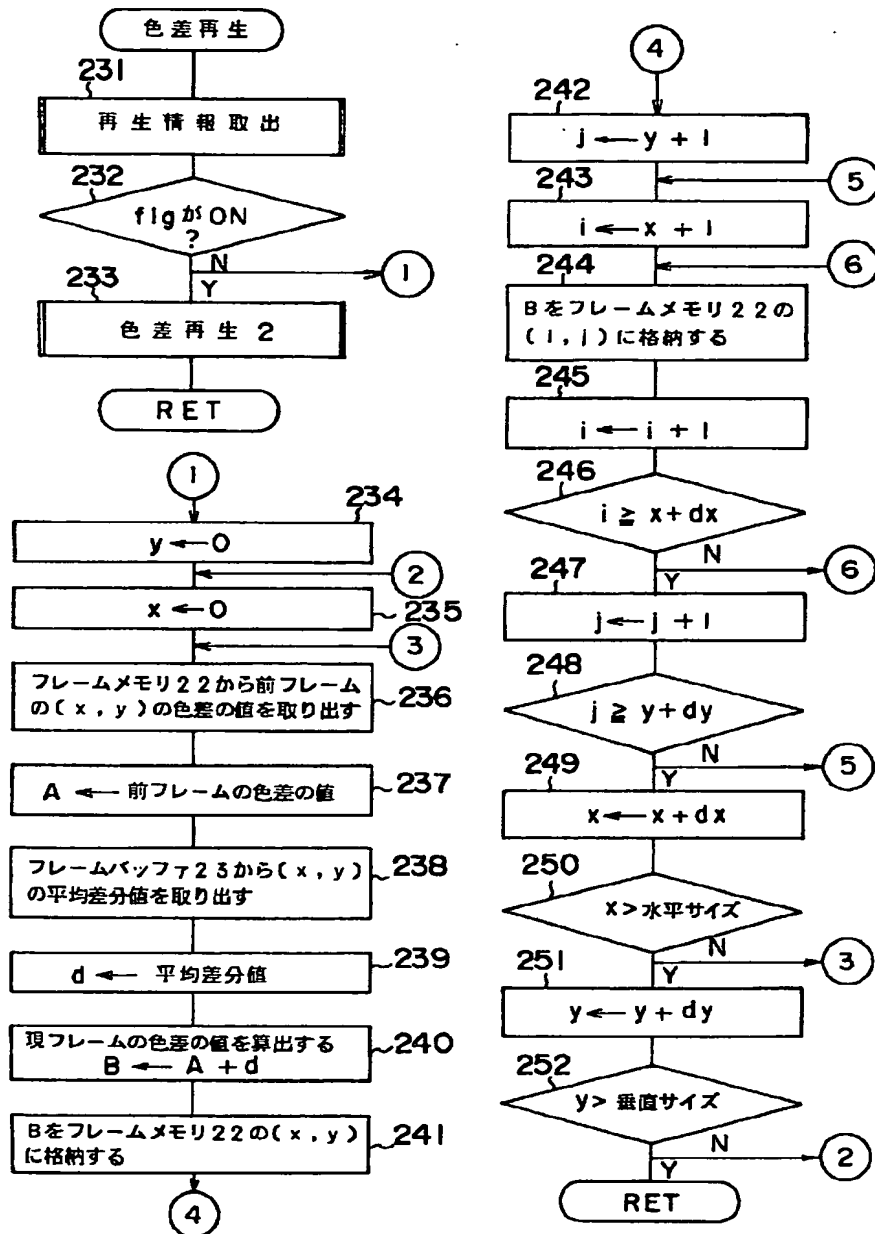 色差再生
231
再生情報取出
232
flgがON
?
N
①
Y
233
色差再生2
RET
①
234
y←0
②
x←0
235
③
フレームメモリ22から前フレーム
の(x,y)の色差の値を取り出す
236
A ← 前フレームの色差の値
237
フレームバッファ23から(x,y)
の平均差分値を取り出す
238
d ← 平均差分値
239
現フレームの色差の値を算出する
B ← A + d
240
Bをフレームメモリ22の(x,y)
に格納する
241
④
④
242
j ← y + 1
⑤
243
i ← x + 1
⑥
244
Bをフレームメモリ22の
(i,j)に格納する
245
i ← i + 1
246
i ≧ x + dx
N
⑥
Y
247
j ← j + 1
248
j ≧ y + dy
N
⑤
Y
249
x ← x + dx
250
x > 水平サイズ
N
③
Y
251
y ← y + dy
252
y > 垂直サイズ
N
②
Y
RET